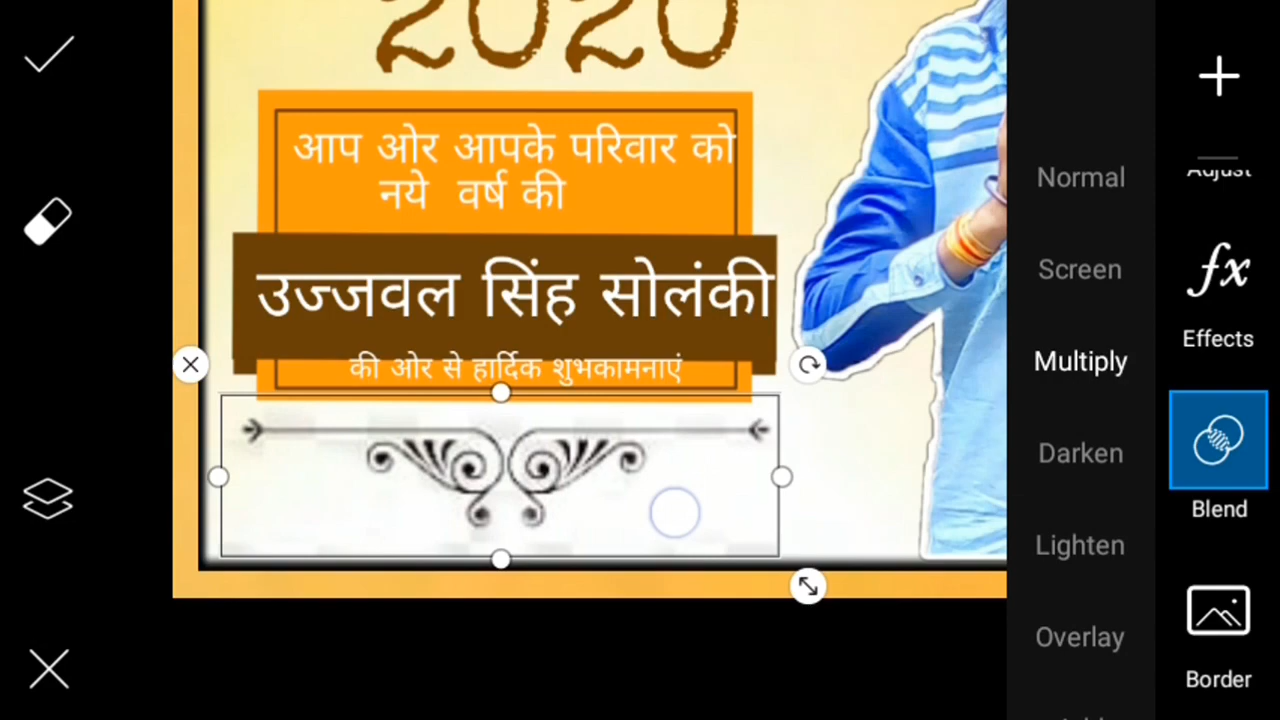 2020
आप ओर आपके परिवार को
नये वर्ष की
उज्जवल सिंह सोलंकी
की ओर से हार्दिक शुभकामनाएं
Normal
Screen
Multiply
Darken
Lighten
Overlay
Adjust
Effects
Blend
Border